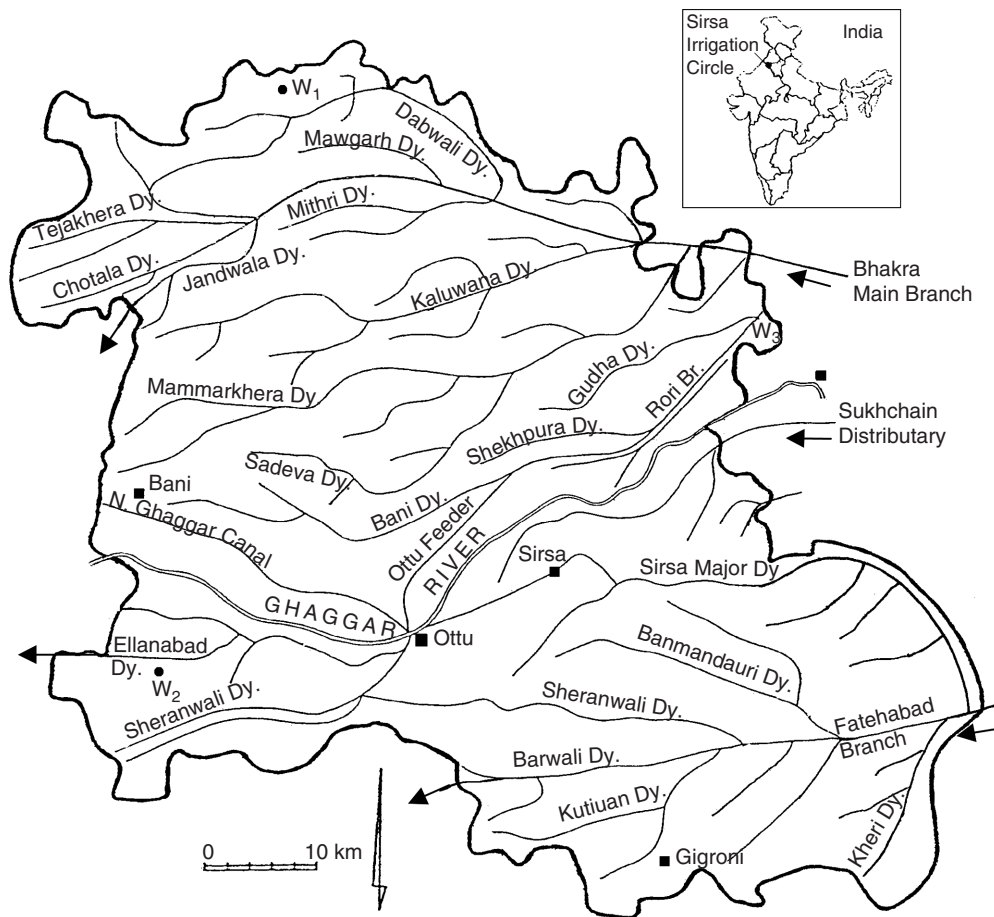 Sirsa
Irrigation
Circle
India
W1
Dabwali Dy.
Mawgarh Dy.
Mithri Dy.
Tejakhera Dy.
Chotala Dy.
Jandwala Dy.
Kaluwana Dy.
Bhakra
Main Branch
W3
Gudha Dy.
Rori Br.
Mammarkhera Dy
Shekhpura Dy.
Sukhchain
Distributary
Sadeva Dy.
Bani
Bani Dy.
N. Ghaggar Canal
Ottu Feeder
RIVER
Sirsa
Sirsa Major Dy
GHAGGAR
Ottu
Ellanabad
Dy.
W2
Banmandauri Dy.
Sheranwali Dy.
Sheranwali Dy.
Fatehabad
Branch
Barwali Dy.
Kutiuan Dy.
Kheri Dy.
0 10 km
Gigroni